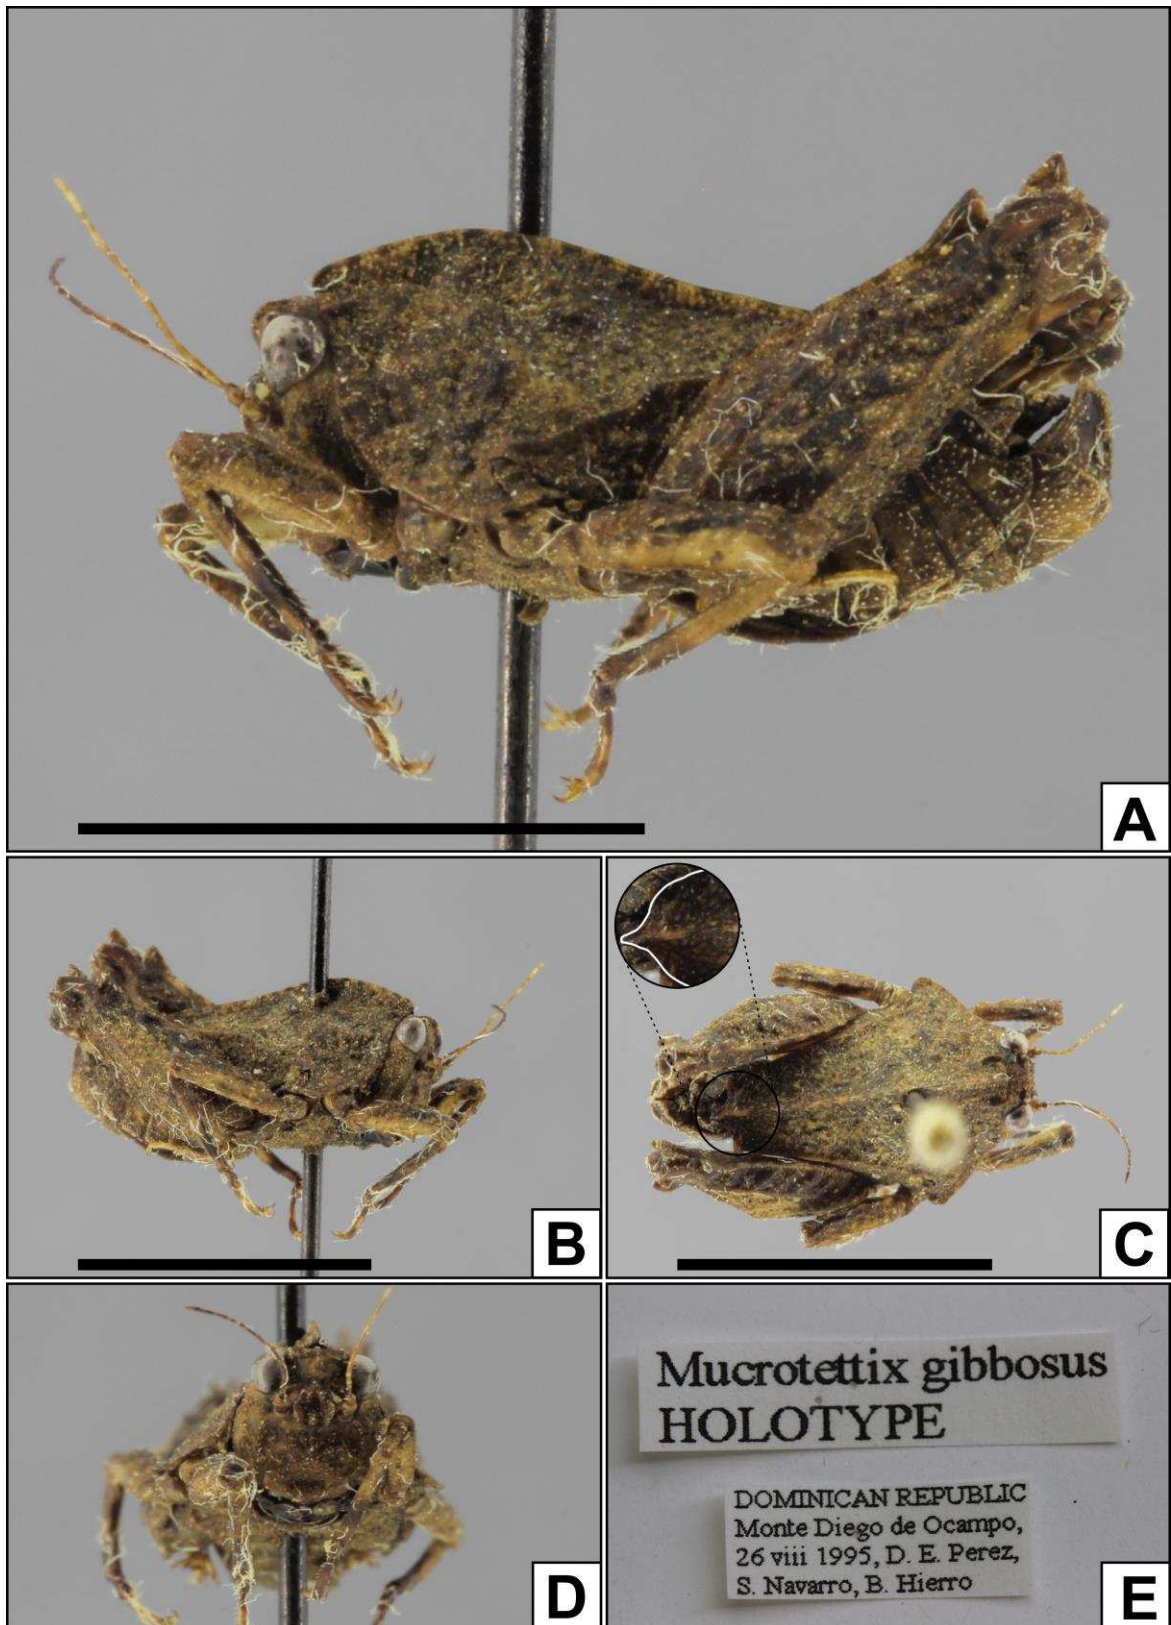 A
B
C
D
Mucrotettix gibbosus
HOLOTYPE
DOMINICAN REPUBLIC
Monte Diego de Ocampo,
26 viii 1995, D. E. Perez,
S. Navarro, B. Hierro
E